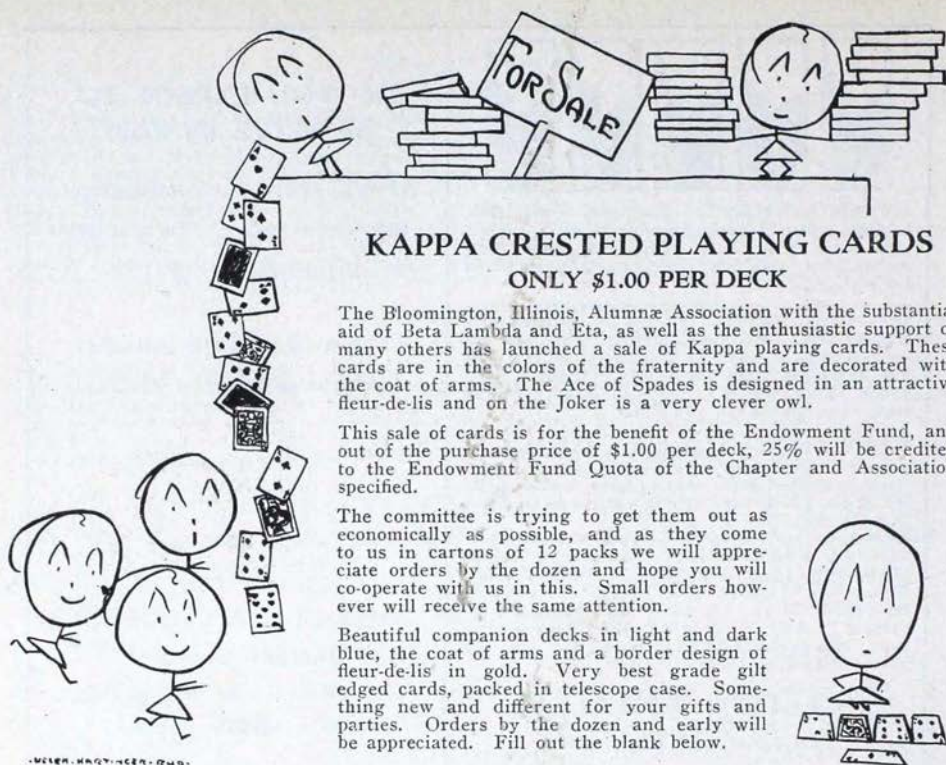 FOR SALE
KAPPA CRESTED PLAYING CARDS
ONLY $1.00 PER DECK
The Bloomington, Illinois, Alumnæ Association with the substantia
aid of Beta Lambda and Eta, as well as the enthusiastic support o
many others has launched a sale of Kappa playing cards. Thes
cards are in the colors of the fraternity and are decorated wit
the coat of arms. The Ace of Spades is designed in an attractiv
fleur-de-lis and on the Joker is a very clever owl.
This sale of cards is for the benefit of the Endowment Fund, an
out of the purchase price of $1.00 per deck, 25% will be credite
to the Endowment Fund Quota of the Chapter and Association
specified.
The committee is trying to get them out as
economically as possible, and as they come
to us in cartons of 12 packs we will appre-
ciate orders by the dozen and hope you will
co-operate with us in this. Small orders how-
ever will receive the same attention.
Beautiful companion decks in light and dark
blue, the coat of arms and a border design of
fleur-de-lis in gold. Very best grade gilt
edged cards, packed in telescope case. Some-
thing new and different for your gifts and
parties. Orders by the dozen and early will
be appreciated. Fill out the blank below.